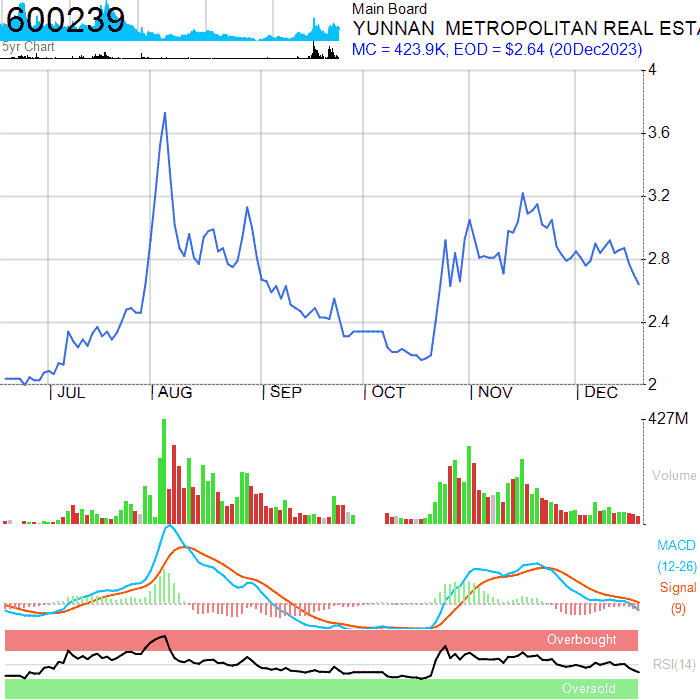 600239
5yr Chart
Main Board
YUNNAN METROPOLITAN REAL ESTA
MC = 423.9K, EOD = $2.64 (20Dec2023)
4
3.6
3.2
2.8
2.4
2
JUL AUG SEP OCT NOV DEC
427M
Volume
MACD
(12-26)
Signal
(9)
Overbought
RSI(14)
Oversold